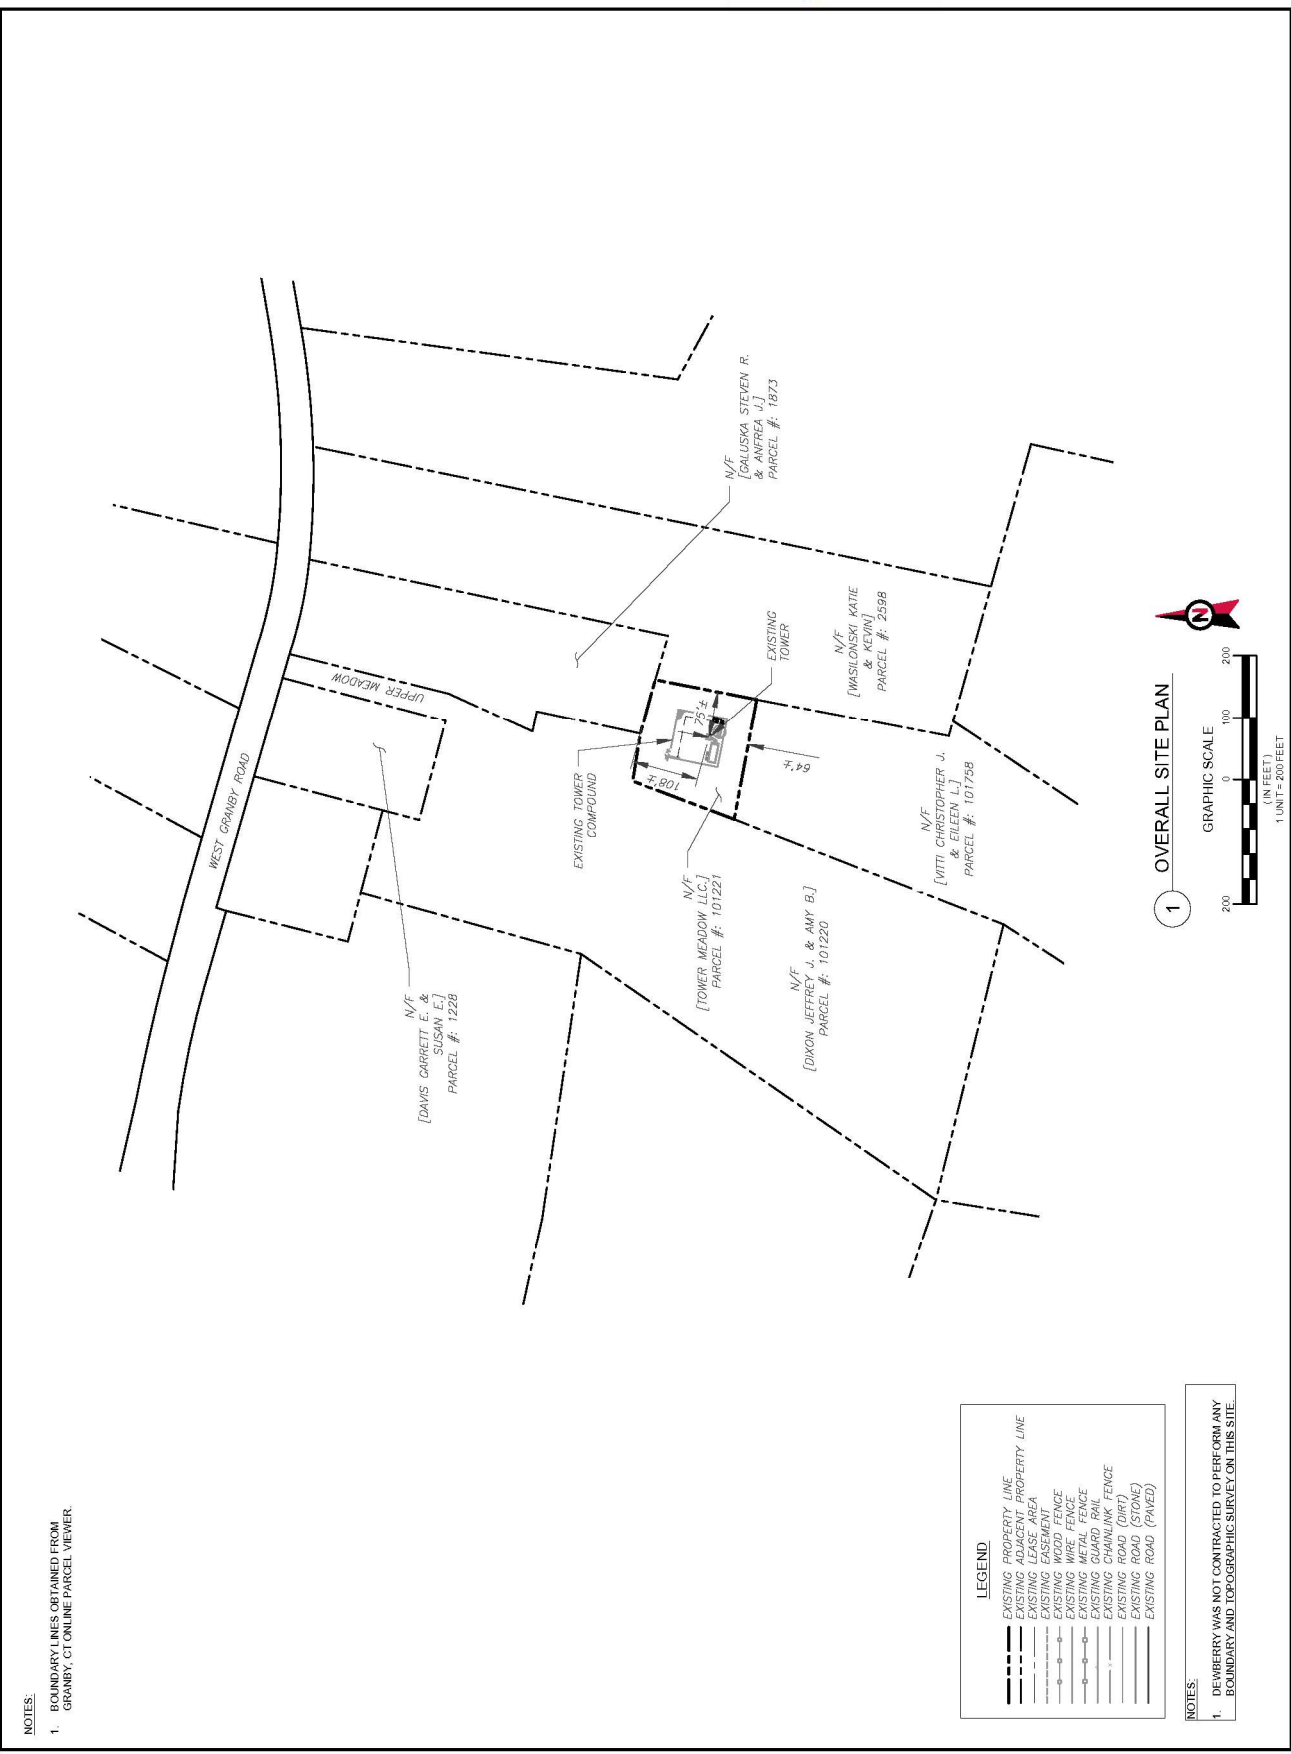 NOTES:
1. BOUNDARY LINES OBTAINED FROM
GRANBY, CT ONLINE PARCEL VIEWER.
WEST GRANBY ROAD
UPPER MEADOW
N/F
[DAVIS GARRETT E. &
SUSAN E.]
PARCEL #: 1228
EXISTING TOWER
COMPOUND
N/F
[GALUSKA STEVEN R.
& ANFREA J.]
PARCEL #: 1873
108'±
75'±
64'±
EXISTING
TOWER
N/F
[TOWER MEADOW LLC.]
PARCEL #: 101221
N/F
[WASILONSKI KATIE
& KEVIN]
PARCEL #: 2598
N/F
[DIXON JEFFREY J. & AMY B.]
PARCEL #: 101220
N/F
[VITTI CHRISTOPHER J.
& EILEEN L.]
PARCEL #: 101758
LEGEND
EXISTING PROPERTY LINE
EXISTING ADJACENT PROPERTY LINE
EXISTING LEASE AREA
EXISTING EASEMENT
EXISTING WOOD FENCE
EXISTING WIRE FENCE
EXISTING METAL FENCE
EXISTING GUARD RAIL
EXISTING CHAINLINK FENCE
EXISTING ROAD (DIRT)
EXISTING ROAD (STONE)
EXISTING ROAD (PAVED)
NOTES:
1. DEWBERRY WAS NOT CONTRACTED TO PERFORM ANY
BOUNDARY AND TOPOGRAPHIC SURVEY ON THIS SITE.
1 OVERALL SITE PLAN
N
GRAPHIC SCALE
200 0 100 200
( IN FEET )
1 UNIT = 200 FEET